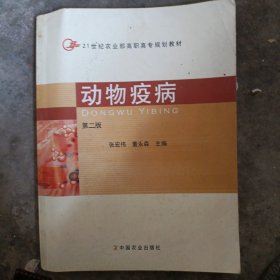 21世纪农业部高职高专规划教材
动物疫病
DONGWU YIBING
第二版
张宏伟 董永森 主编
中国农业出版社